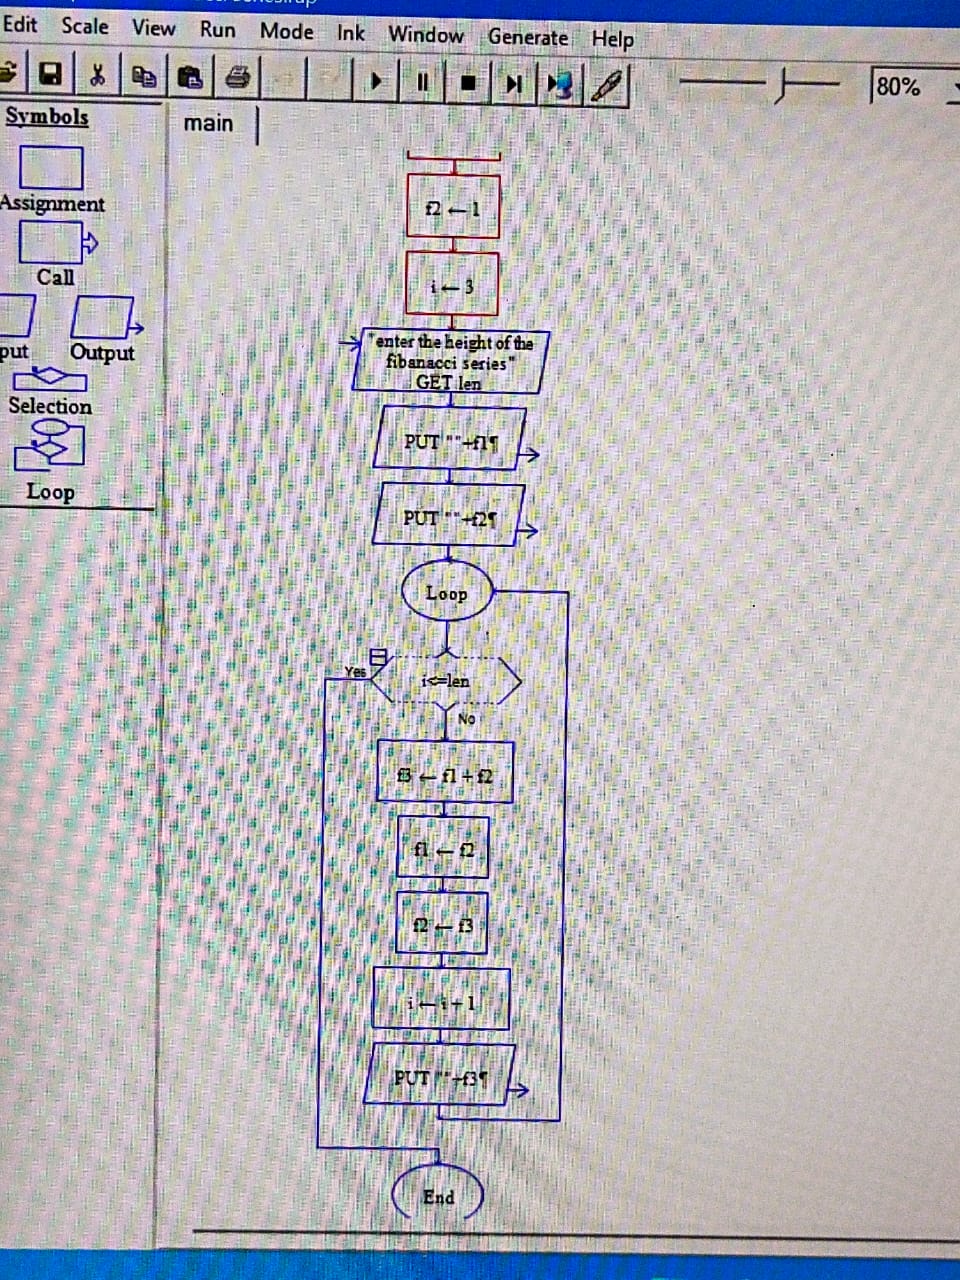 Edit Scale View Run Mode Ink Window Generate Help
80%
Symbols
main
Assignment
Call
put Output
Selection
Loop
f2 ← 1
i ← 3
"enter the height of the
fibanacci series"
GET len
PUT ""+f1¶
PUT ""+f2¶
Loop
Yes
i<=len
No
f3 ← f1+f2
f1 ← f2
f2 ← f3
i ← i+1
PUT ""+f3¶
End